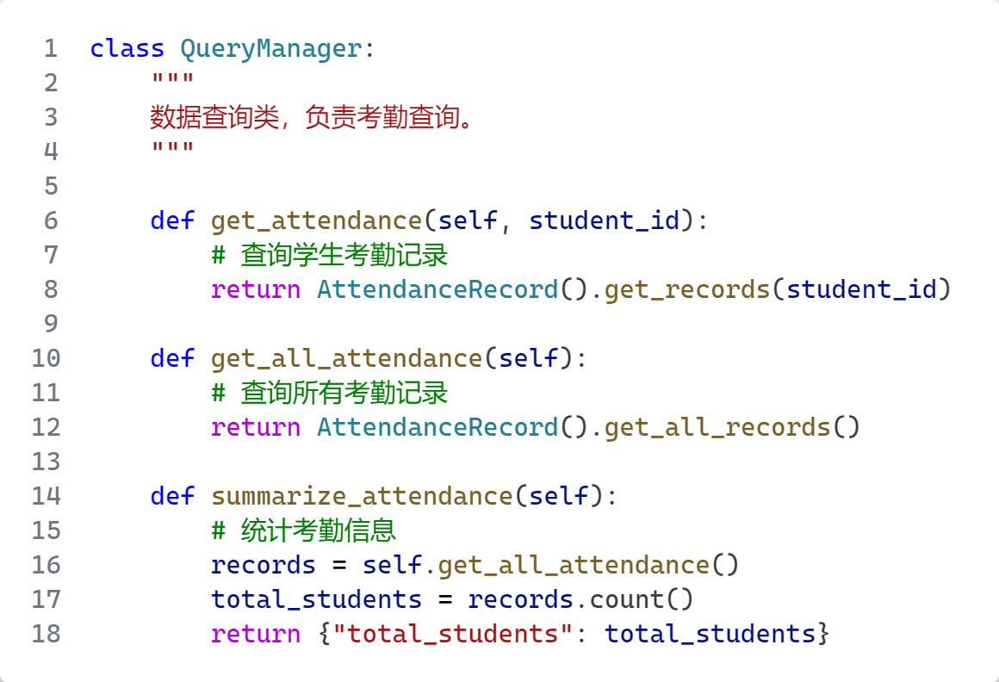 1 class QueryManager:
2     """
3     数据查询类，负责考勤查询。
4     """
5
6     def get_attendance(self, student_id):
7         # 查询学生考勤记录
8         return AttendanceRecord().get_records(student_id)
9
10     def get_all_attendance(self):
11         # 查询所有考勤记录
12         return AttendanceRecord().get_all_records()
13
14     def summarize_attendance(self):
15         # 统计考勤信息
16         records = self.get_all_attendance()
17         total_students = records.count()
18         return {"total_students": total_students}